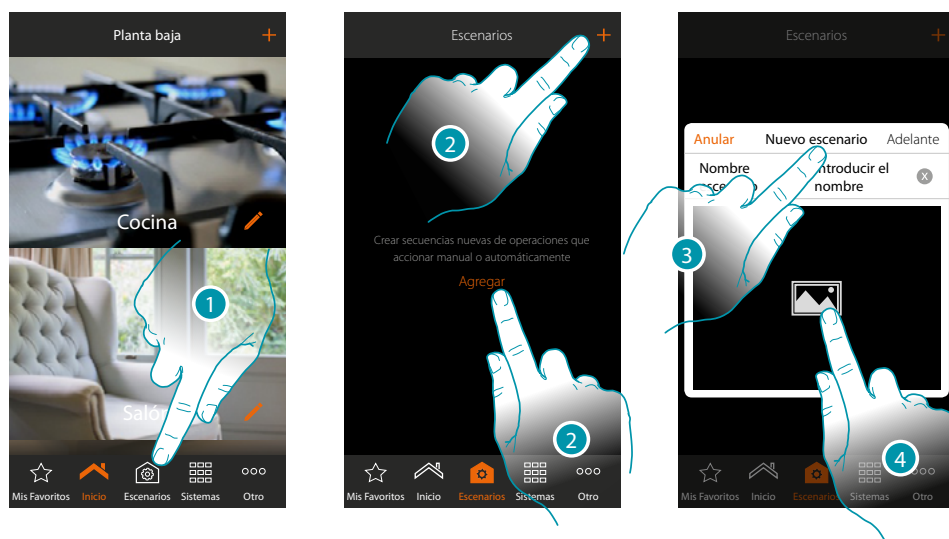 Planta baja +
Cocina
1
Mis Favoritos Inicio Escenarios Sistemas Otro
Escenarios +
2
Crear secuencias nuevas de operaciones que
accionar manual o automáticamente
Agregar
2
Mis Favoritos Inicio Escenarios Sistemas Otro
Escenarios +
Anular Nuevo escenario Adelante
Nombre
ntroducir el
nombre
X
3
4
Mis Favoritos Inicio Escenarios Sistemas Otro